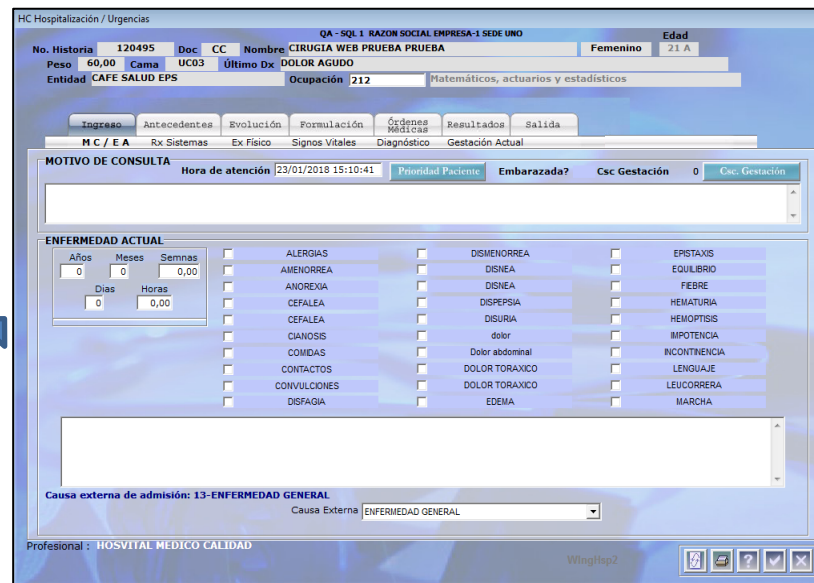 HC Hospitalización / Urgencias
QA - SQL 1 RAZON SOCIAL EMPRESA-1 SEDE UNO Edad
No. Historia 120495 Doc CC Nombre CIRUGIA WEB PRUEBA PRUEBA Femenino 21 A
Peso 60,00 Cama UC03 Último Dx DOLOR AGUDO
Entidad CAFE SALUD EPS Ocupación 212 Matemáticos, actuarios y estadísticos
Ingreso Antecedentes Evolución Formulación Órdenes Médicas Resultados Salida
M C / E A Rx Sistemas Ex Físico Signos Vitales Diagnóstico Gestación Actual
MOTIVO DE CONSULTA
Hora de atención 23/01/2018 15:10:41 Prioridad Paciente Embarazada? Csc Gestación 0 Csc. Gestación
ENFERMEDAD ACTUAL
Años Meses Semnas
0 0 0,00
Dias Horas
0 0,00
ALERGIAS DISMENORREA EPISTAXIS
AMENORREA DISNEA EQUILIBRIO
ANOREXIA DISNEA FIEBRE
CEFALEA DISPEPSIA HEMATURIA
CEFALEA DISURIA HEMOPTISIS
CIANOSIS dolor IMPOTENCIA
COMIDAS Dolor abdominal INCONTINENCIA
CONTACTOS DOLOR TORAXICO LENGUAJE
CONVULCIONES DOLOR TORAXICO LEUCORRERA
DISFAGIA EDEMA MARCHA
Causa externa de admisión: 13-ENFERMEDAD GENERAL
Causa Externa ENFERMEDAD GENERAL
Profesional : HOSVITAL MEDICO CALIDAD
WIngHsp2